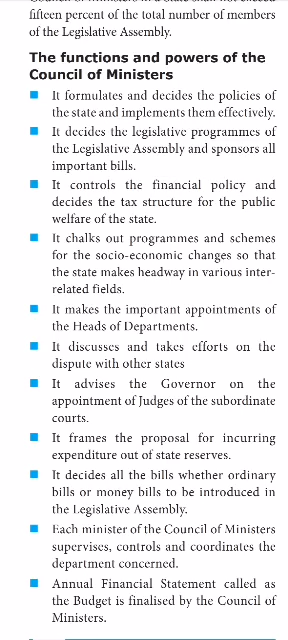 Council of Ministers in a State shall not exceed
fifteen percent of the total number of members
of the Legislative Assembly.
The functions and powers of the
Council of Ministers
It formulates and decides the policies of
the state and implements them effectively.
It decides the legislative programmes of
the Legislative Assembly and sponsors all
important bills.
It controls the financial policy and
decides the tax structure for the public
welfare of the state.
It chalks out programmes and schemes
for the socio-economic changes so that
the state makes headway in various inter-
related fields.
It makes the important appointments of
the Heads of Departments.
It discusses and takes efforts on the
dispute with other states
It advises the Governor on the
appointment of Judges of the subordinate
courts.
It frames the proposal for incurring
expenditure out of state reserves.
It decides all the bills whether ordinary
bills or money bills to be introduced in
the Legislative Assembly.
Each minister of the Council of Ministers
supervises, controls and coordinates the
department concerned.
Annual Financial Statement called as
the Budget is finalised by the Council of
Ministers.